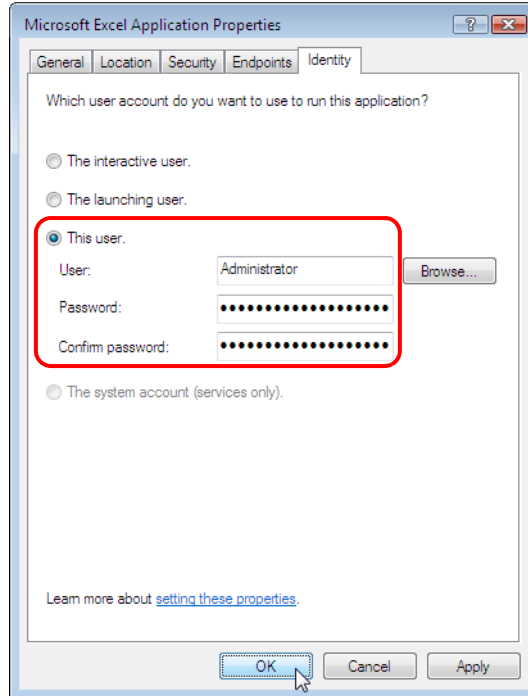 Microsoft Excel Application Properties
General Location Security Endpoints Identity
Which user account do you want to use to run this application?
The interactive user.
The launching user.
This user.
User: Administrator Browse...
Password: ●●●●●●●●●●●●●●●●●●●
Confirm password: ●●●●●●●●●●●●●●●●●●●
The system account (services only).
Learn more about setting these properties.
OK Cancel Apply